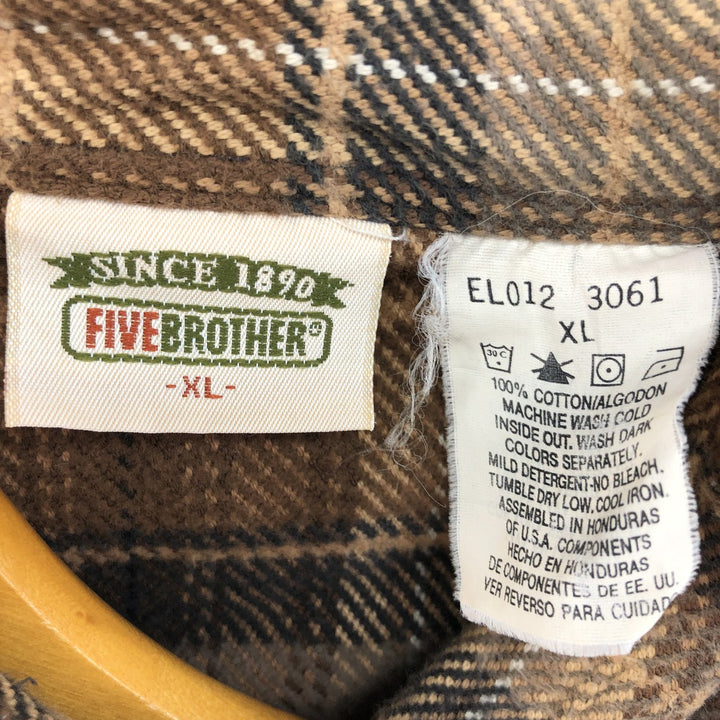 SINCE 1890
FIVEBROTHER
-XL-
EL012 3061
XL
30 C
100% COTTON/ALGODON
MACHINE WASH COLD
INSIDE OUT. WASH DARK
COLORS SEPARATELY.
MILD DETERGENT-NO BLEACH.
TUMBLE DRY LOW, COOL IRON.
ASSEMBLED IN HONDURAS
OF U.S.A. COMPONENTS
HECHO EN HONDURAS
DE COMPONENTES DE EE. UU.
VER REVERSO PARA CUIDAD